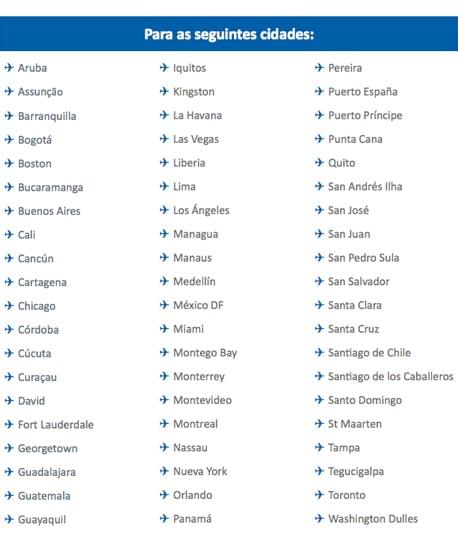 Para as seguintes cidades:
Aruba
Assunção
Barranquilla
Bogotá
Boston
Bucaramanga
Buenos Aires
Cali
Cancún
Cartagena
Chicago
Córdoba
Cúcuta
Curaçau
David
Fort Lauderdale
Georgetown
Guadalajara
Guatemala
Guayaquil
Iquitos
Kingston
La Havana
Las Vegas
Liberia
Lima
Los Ángeles
Managua
Manaus
Medellín
México DF
Miami
Montego Bay
Monterrey
Montevideo
Montreal
Nassau
Nueva York
Orlando
Panamá
Pereira
Puerto España
Puerto Príncipe
Punta Cana
Quito
San Andrés Ilha
San José
San Juan
San Pedro Sula
San Salvador
Santa Clara
Santa Cruz
Santiago de Chile
Santiago de los Caballeros
Santo Domingo
St Maarten
Tampa
Tegucigalpa
Toronto
Washington Dulles